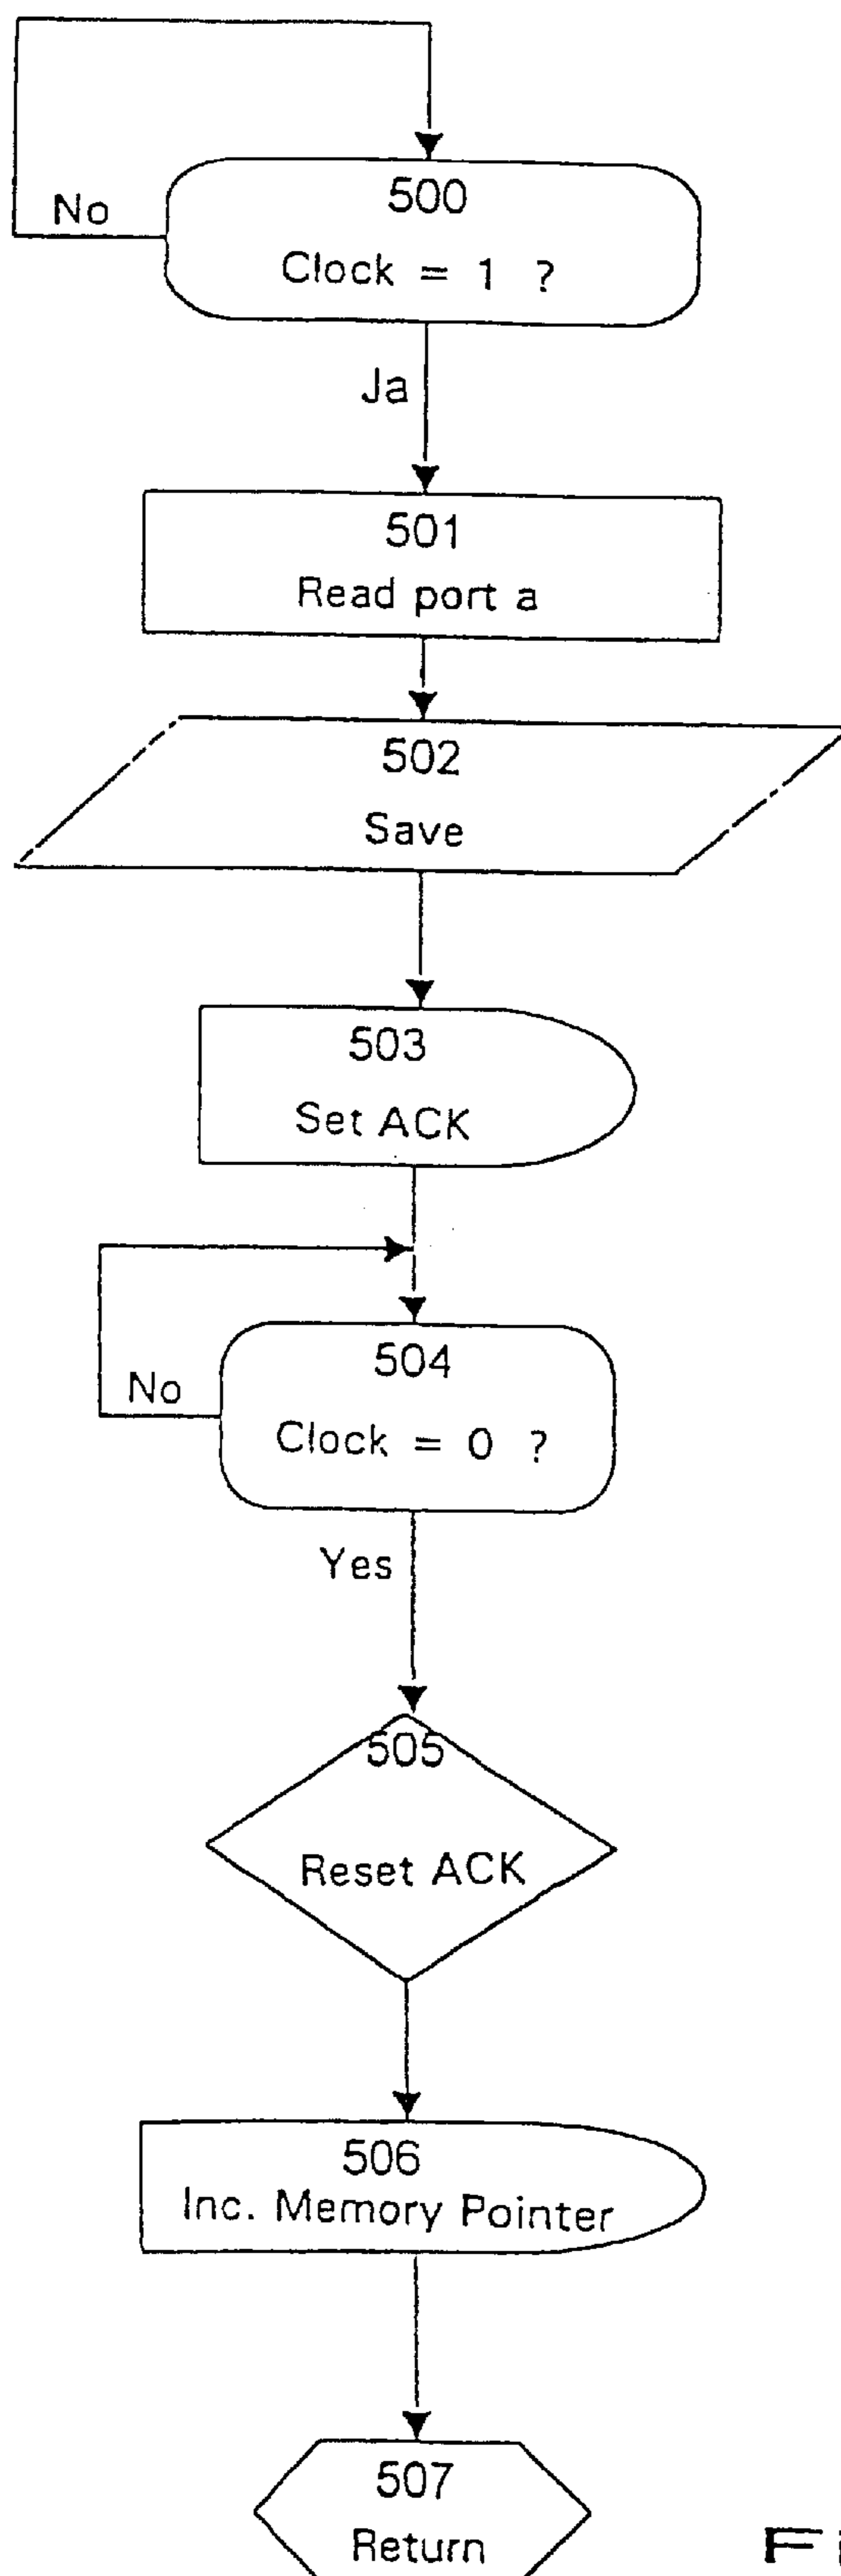 500
No
Clock = 1 ?
Ja
501
Read port a
502
Save
503
Set ACK
504
No
Clock = 0 ?
Yes
505
Reset ACK
506
Inc. Memory Pointer
507
Return